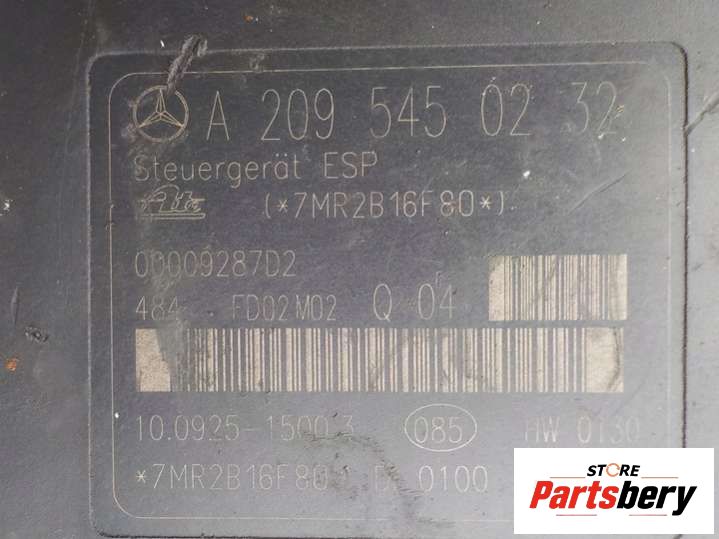 A 209 545 02 32
Steuergerät ESP
Ate (*7MR2B16F80*)
00009287D2
484 FD02M02 Q 04
10.0925-1500.3 085 HW 0130
*7MR2B16F80 0100
STORE
Partsbery